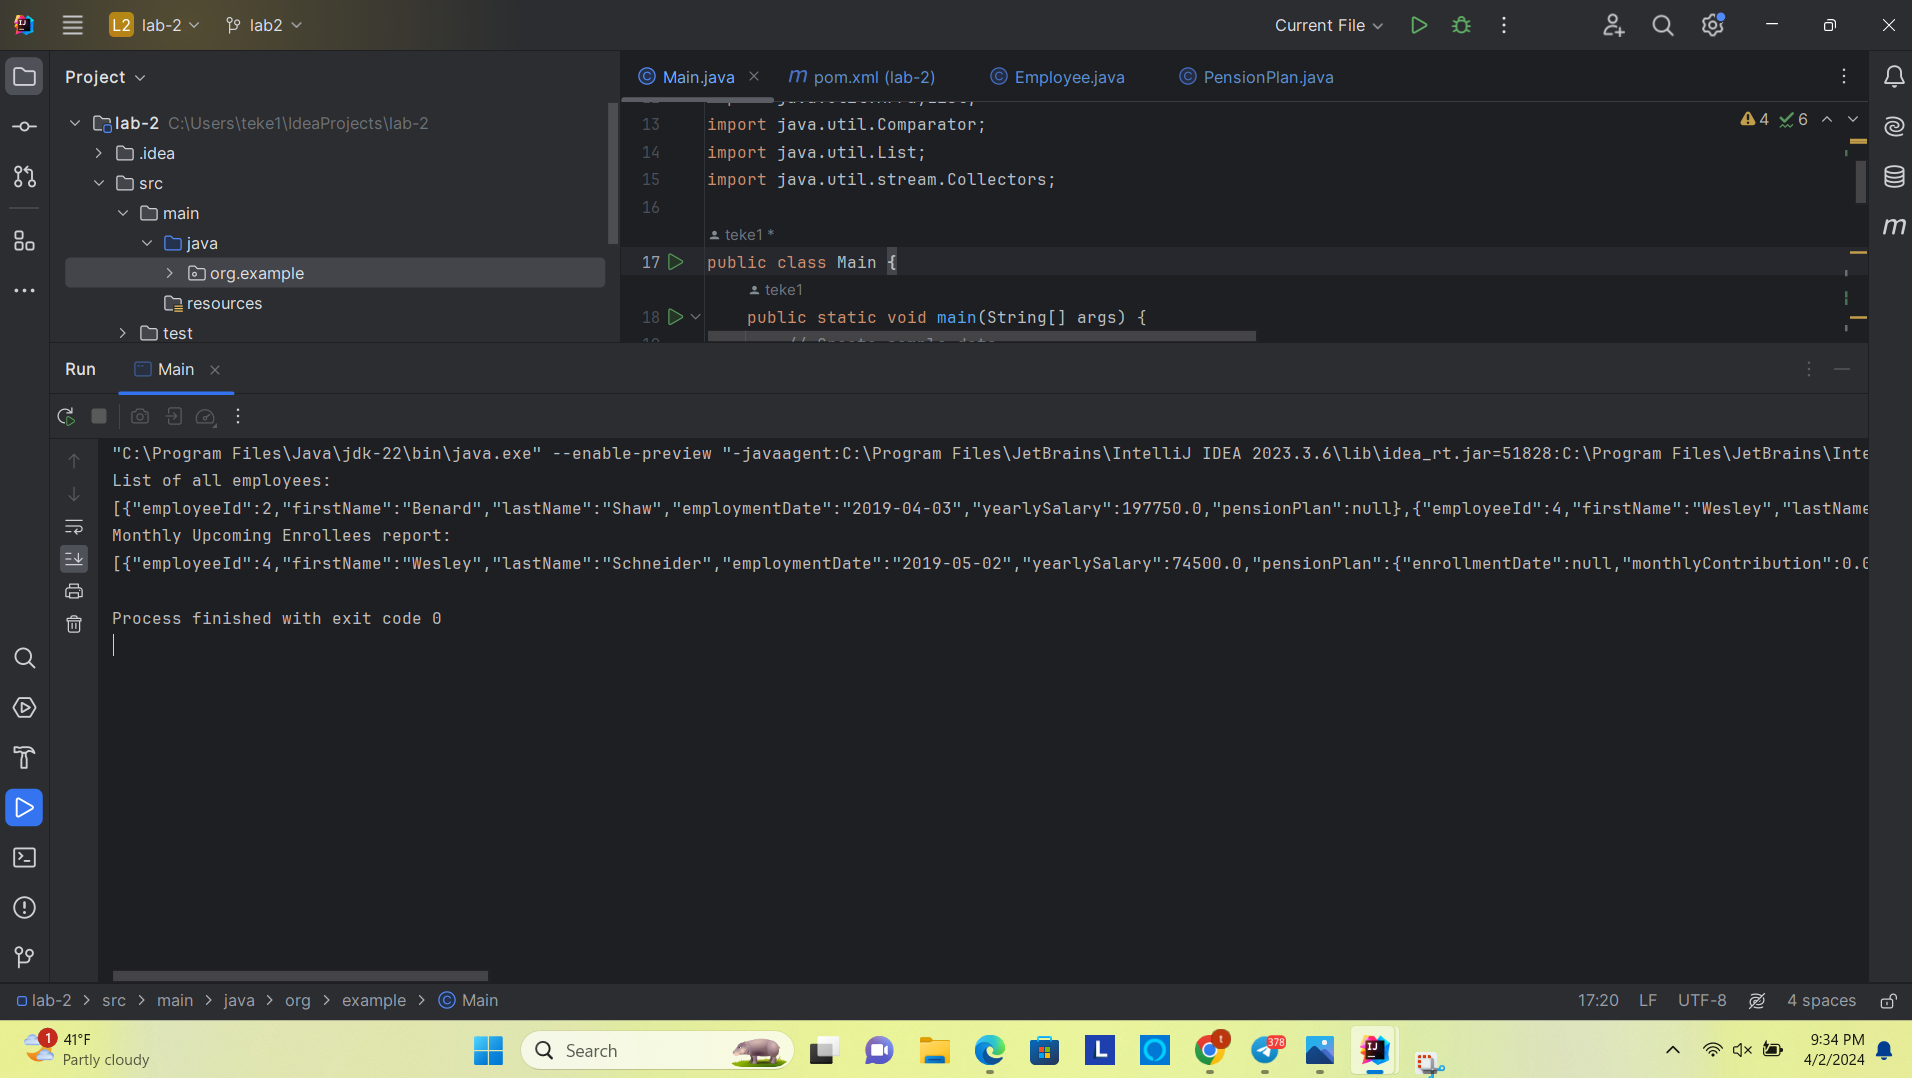 L2 lab-2 lab2 Current File
Project
Main.java pom.xml (lab-2) Employee.java PensionPlan.java
lab-2 C:\Users\teke1\IdeaProjects\lab-2
.idea
src
main
java
org.example
resources
test
13 import java.util.Comparator;
14 import java.util.List;
15 import java.util.stream.Collectors;
16
teke1 *
17 public class Main {
teke1
18 public static void main(String[] args) {
4 6
Run Main
"C:\Program Files\Java\jdk-22\bin\java.exe" --enable-preview "-javaagent:C:\Program Files\JetBrains\IntelliJ IDEA 2023.3.6\lib\idea_rt.jar=51828:C:\Program Files\JetBrains\Inte
List of all employees:
[{"employeeId":2,"firstName":"Benard","lastName":"Shaw","employmentDate":"2019-04-03","yearlySalary":197750.0,"pensionPlan":null},{"employeeId":4,"firstName":"Wesley","lastName
Monthly Upcoming Enrollees report:
[{"employeeId":4,"firstName":"Wesley","lastName":"Schneider","employmentDate":"2019-05-02","yearlySalary":74500.0,"pensionPlan":{"enrollmentDate":null,"monthlyContribution":0.0
Process finished with exit code 0
lab-2 > src > main > java > org > example > Main
17:20 LF UTF-8 4 spaces
1
41°F
Partly cloudy
Search
L
t
378
9:34 PM
4/2/2024